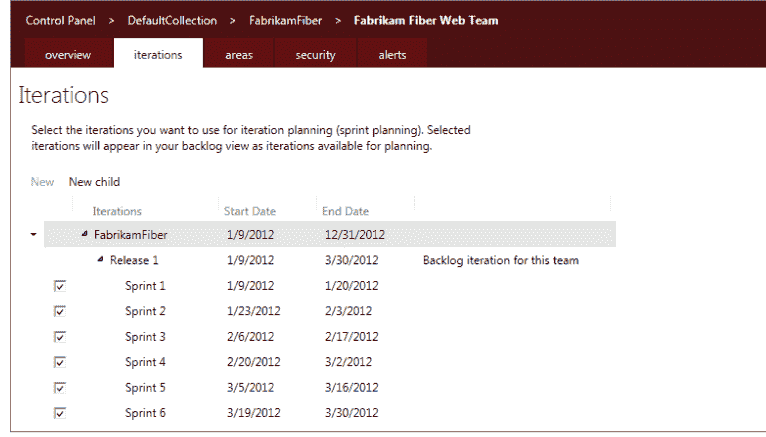 Control Panel > DefaultCollection > FabrikamFiber > Fabrikam Fiber Web Team
overview iterations areas security alerts
Iterations
Select the iterations you want to use for iteration planning (sprint planning). Selected
iterations will appear in your backlog view as iterations available for planning.
New New child
Iterations Start Date End Date
FabrikamFiber 1/9/2012 12/31/2012
Release 1 1/9/2012 3/30/2012 Backlog iteration for this team
Sprint 1 1/9/2012 1/20/2012
Sprint 2 1/23/2012 2/3/2012
Sprint 3 2/6/2012 2/17/2012
Sprint 4 2/20/2012 3/2/2012
Sprint 5 3/5/2012 3/16/2012
Sprint 6 3/19/2012 3/30/2012